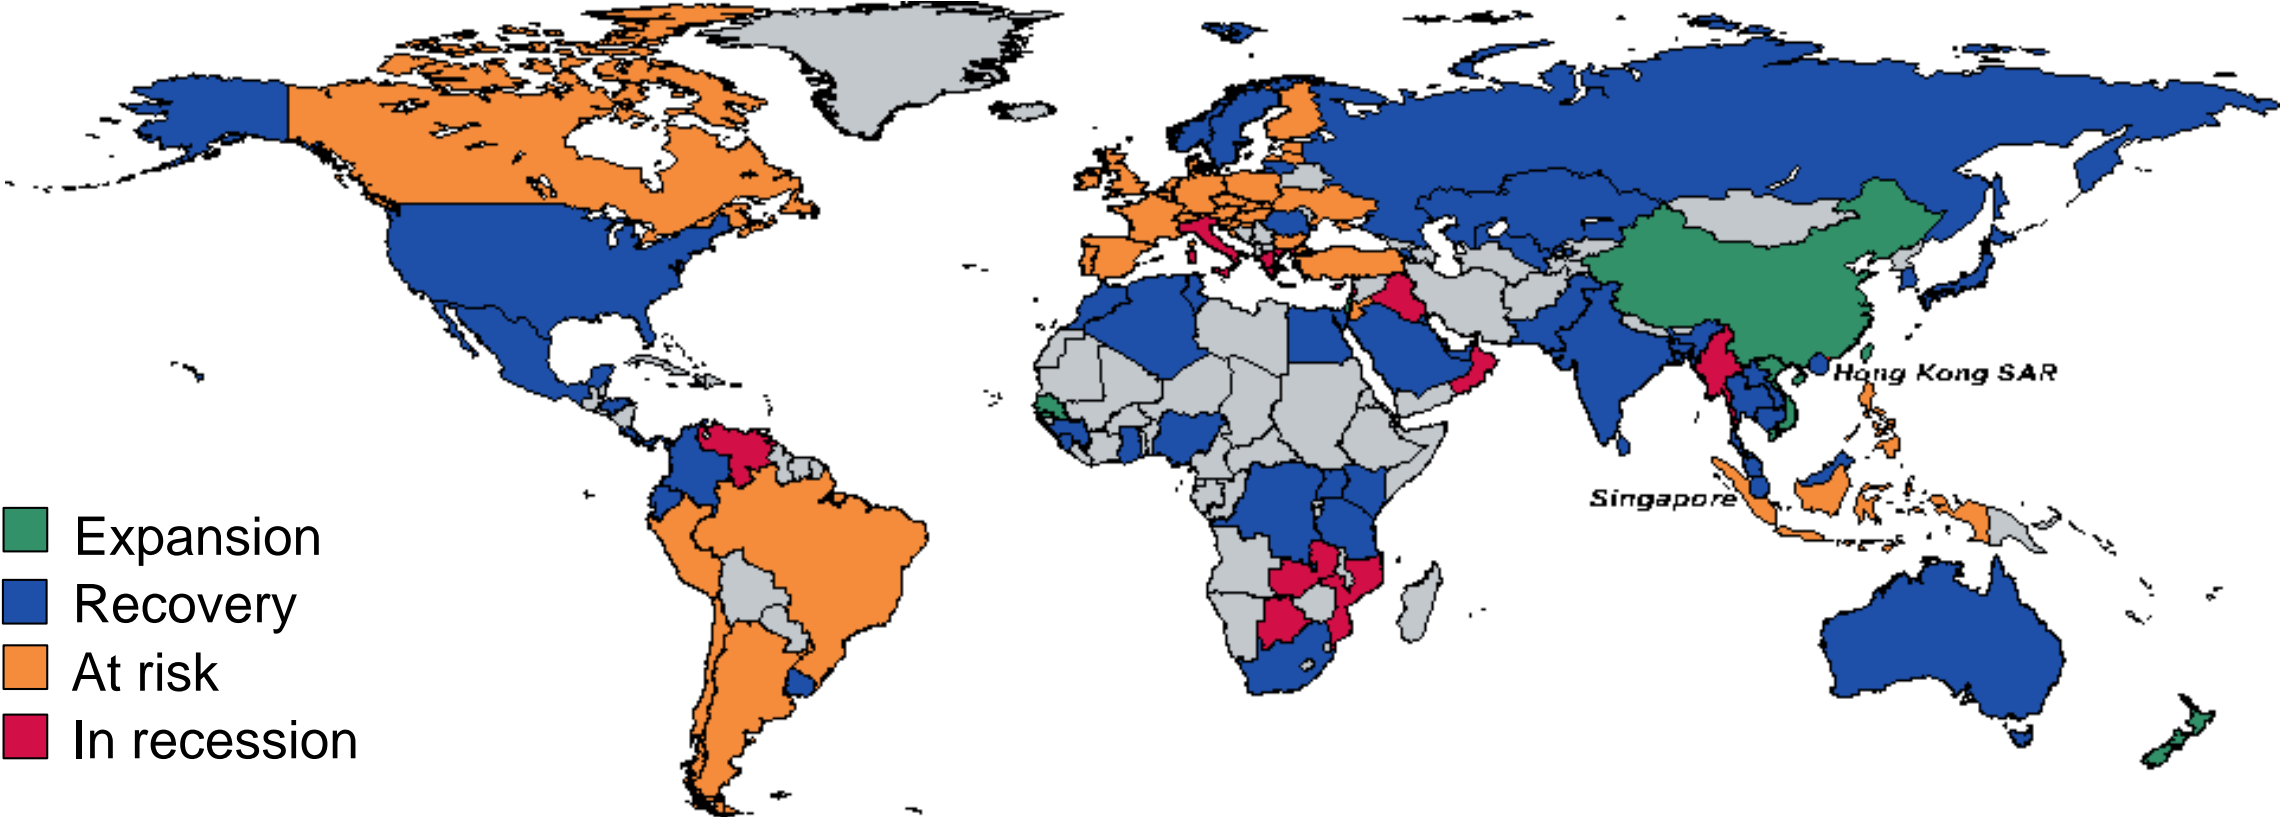 Hong Kong SAR
Singapore
Expansion
Recovery
At risk
In recession